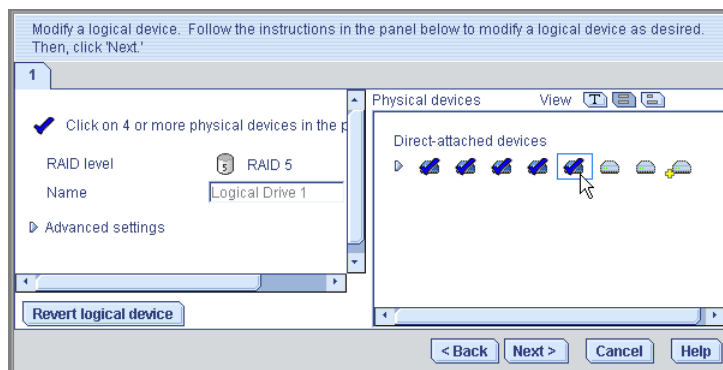 Modify a logical device. Follow the instructions in the panel below to modify a logical device as desired.
Then, click 'Next.'
1
Click on 4 or more physical devices in the p
RAID level
5
RAID 5
Name
Logical Drive 1
Advanced settings
Revert logical device
Physical devices
View
T
Direct-attached devices
< Back
Next >
Cancel
Help